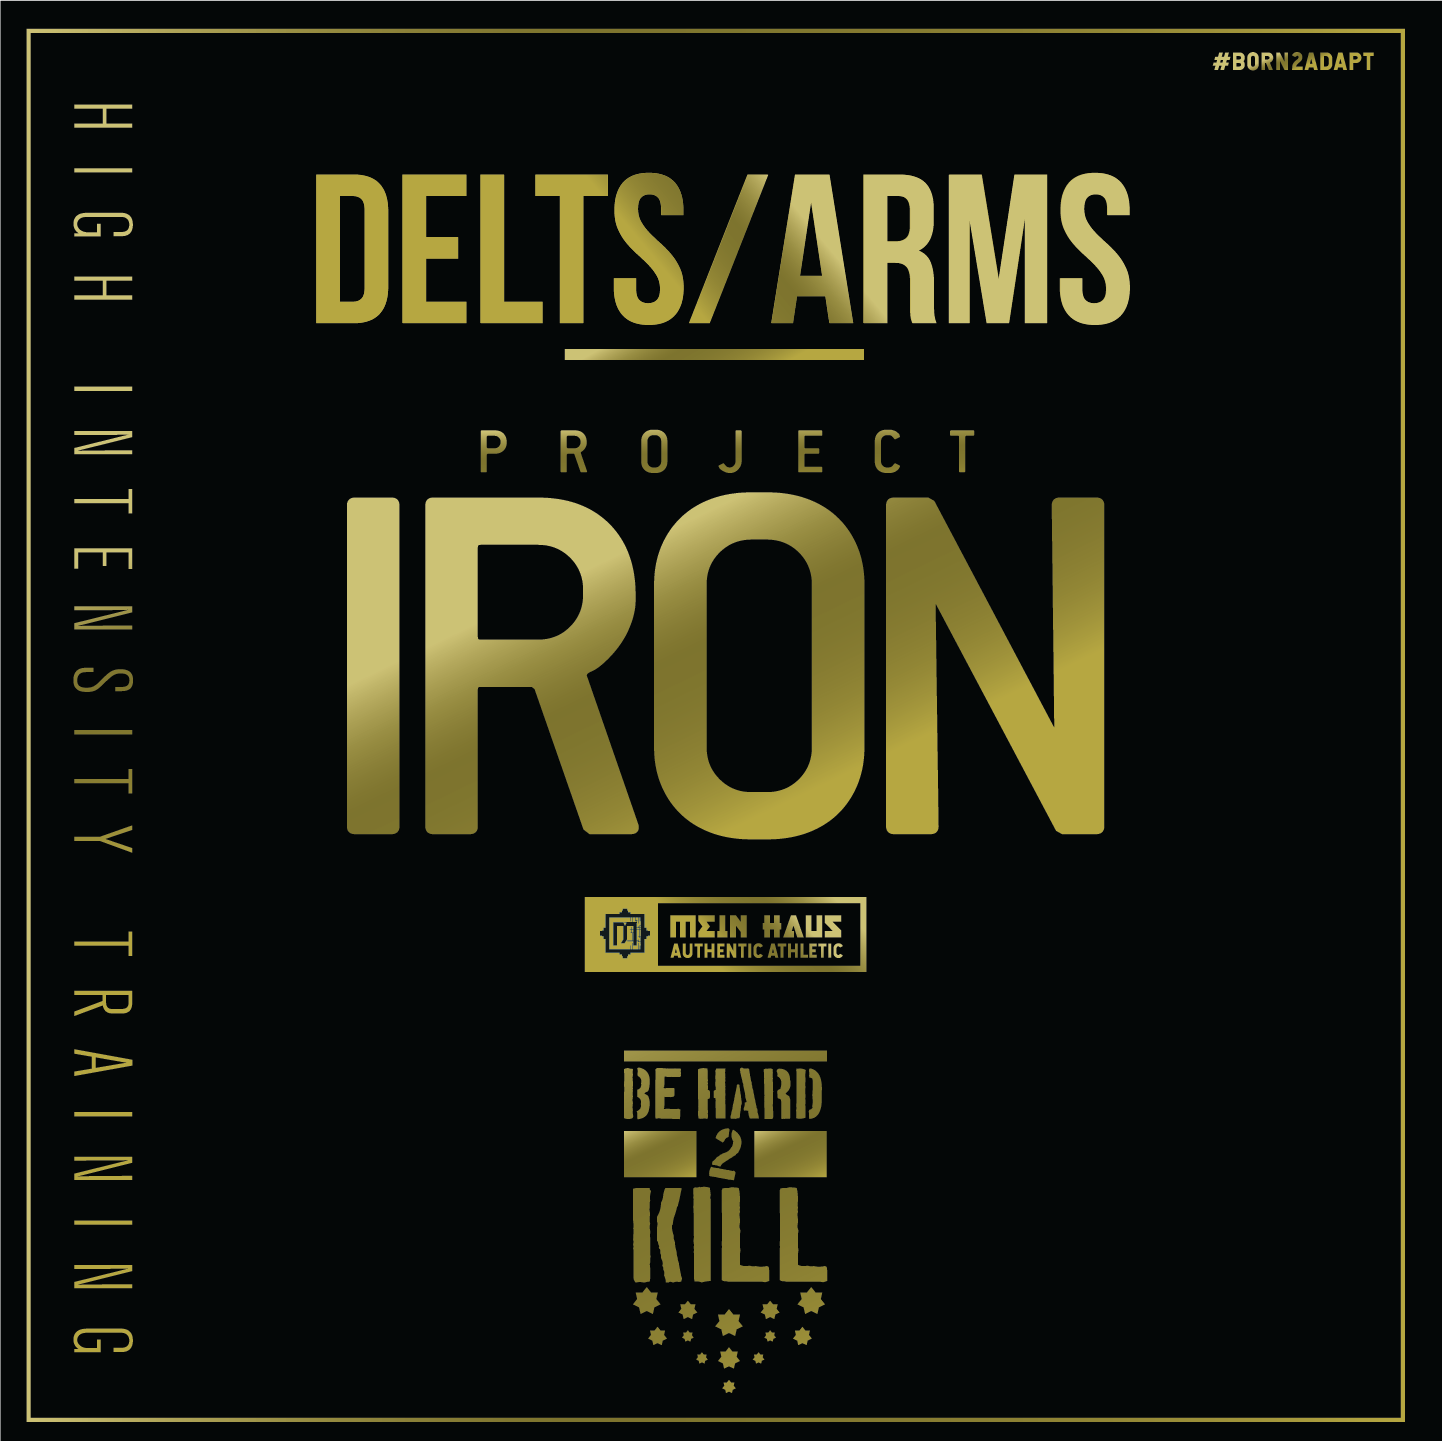 #BORN2ADAPT
HIGH INTENSITY TRAINING
DELTS/ARMS
PROJECT
IRON
MEIN HAUS
AUTHENTIC ATHLETIC
BE HARD
2
KILL